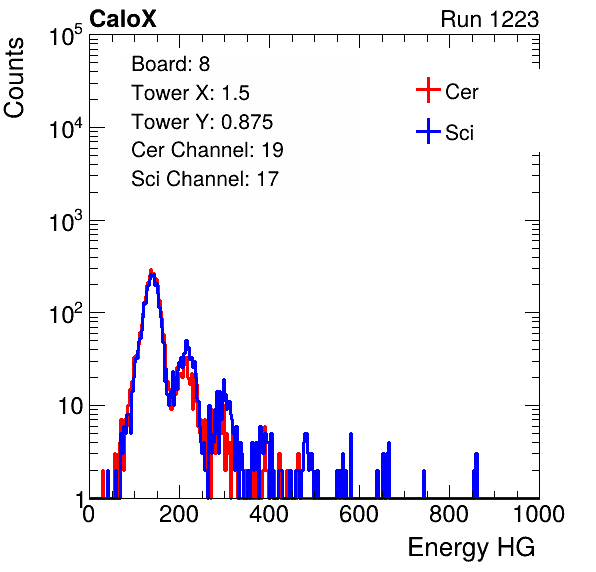 CaloX Run 1223
Counts
Board: 8
Tower X: 1.5
Tower Y: 0.875
Cer Channel: 19
Sci Channel: 17
Cer
Sci
10^5
10^4
10^3
10^2
10
1
0 200 400 600 800 1000
Energy HG